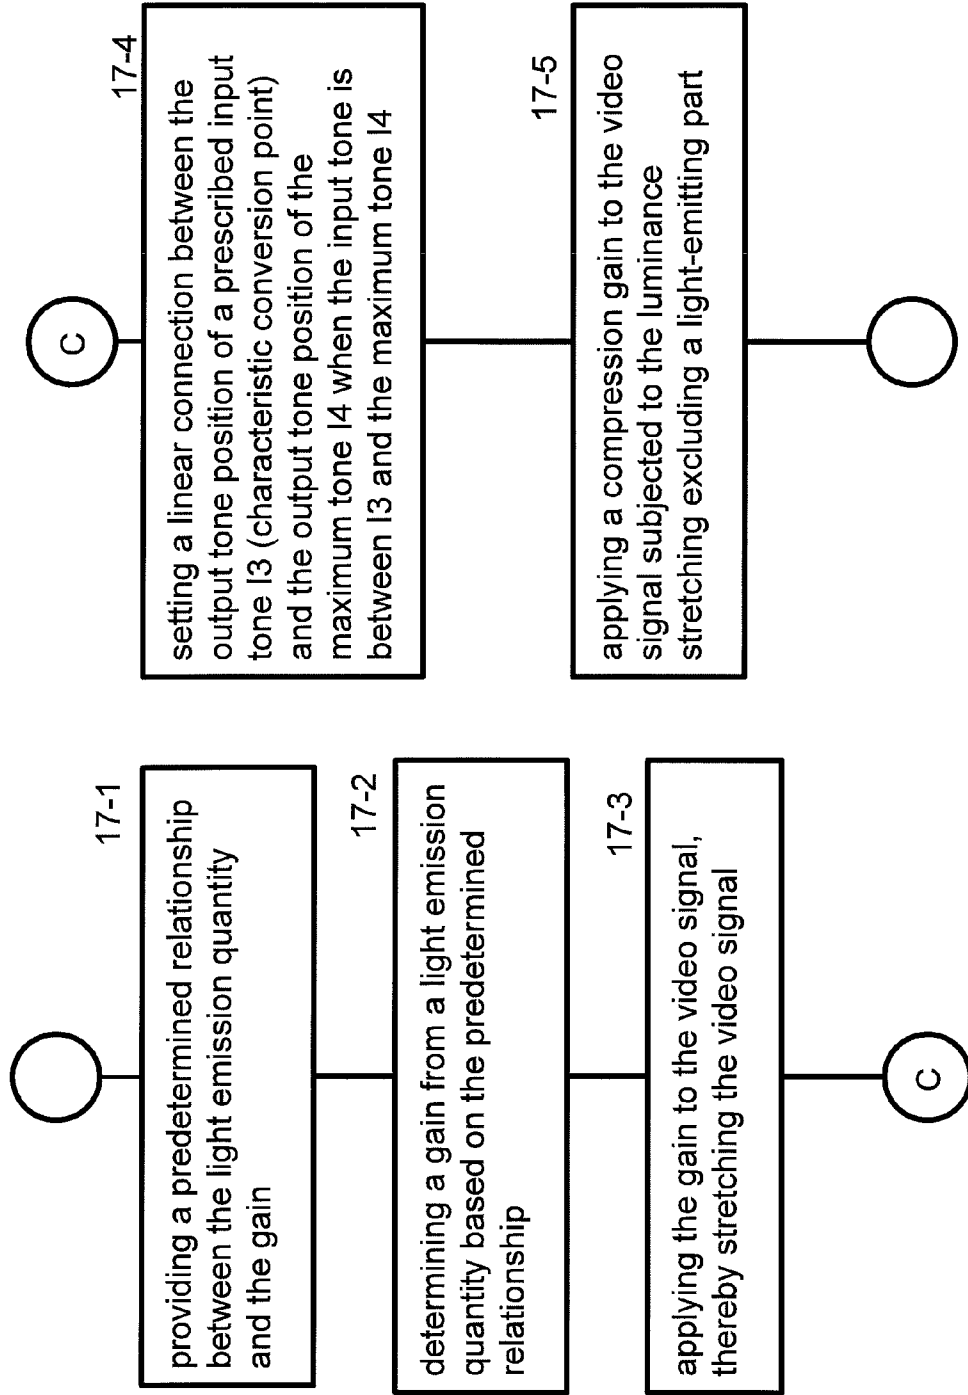 17-1
providing a predetermined relationship
between the light emission quantity
and the gain
17-2
determining a gain from a light emission
quantity based on the predetermined
relationship
17-3
applying the gain to the video signal,
thereby stretching the video signal
C
C
17-4
setting a linear connection between the
output tone position of a prescribed input
tone I3 (characteristic conversion point)
and the output tone position of the
maximum tone I4 when the input tone is
between I3 and the maximum tone I4
17-5
applying a compression gain to the video
signal subjected to the luminance
stretching excluding a light-emitting part